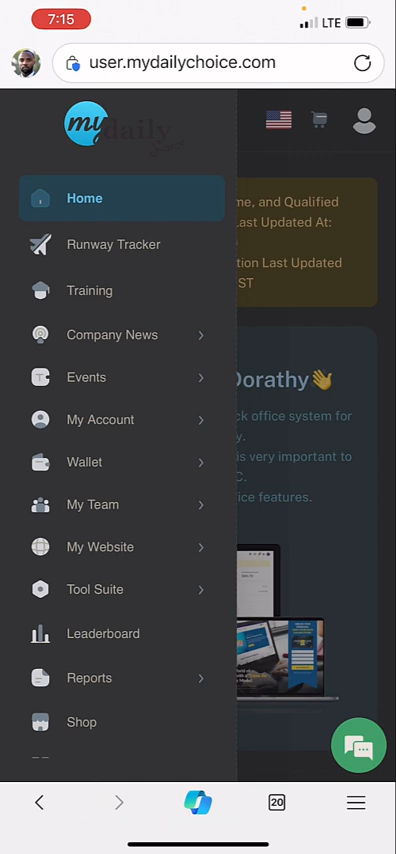 7:15
LTE
user.mydailychoice.com
my daily
Home
me, and Qualified
Runway Tracker
Last Updated At:
Training
tion Last Updated
ST
Company News
Events
Dorathy👋
My Account
ck office system for
y.
Wallet
is very important to
C.
My Team
ice features.
My Website
Tool Suite
Leaderboard
Reports
Shop
20